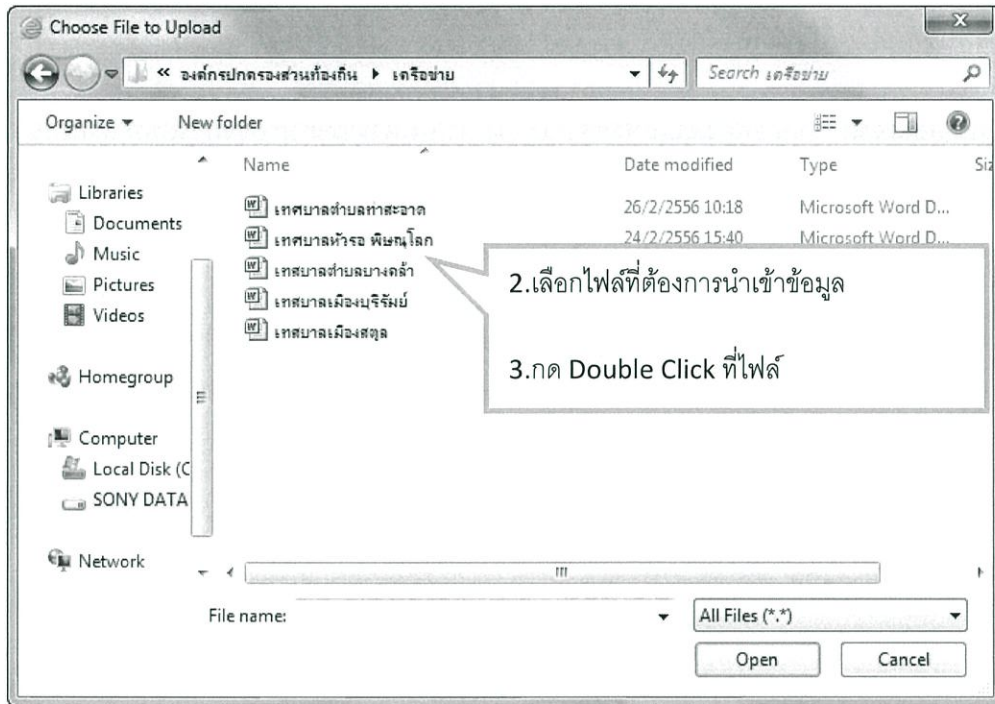 Choose File to Upload
« องค์กรปกครองส่วนท้องถิ่น ▸ เครือข่าย
Search เครือข่าย
Organize
New folder
Name Date modified Type Siz
Libraries
Documents
Music
Pictures
Videos
Homegroup
Computer
Local Disk (C
SONY DATA
Network
เทศบาลตำบลท่าสะอาด 26/2/2556 10:18 Microsoft Word D...
เทศบาลหัวรอ พิษณุโลก 24/2/2556 15:40 Microsoft Word D...
เทสบาลตำบลบางคล้า
เทศบาลเมืองบุรีรัมย์
เทศบาลเมืองสตูล
2.เลือกไฟล์ที่ต้องการนำเข้าข้อมูล
3.กด Double Click ที่ไฟล์
File name:
All Files (*.*)
Open
Cancel